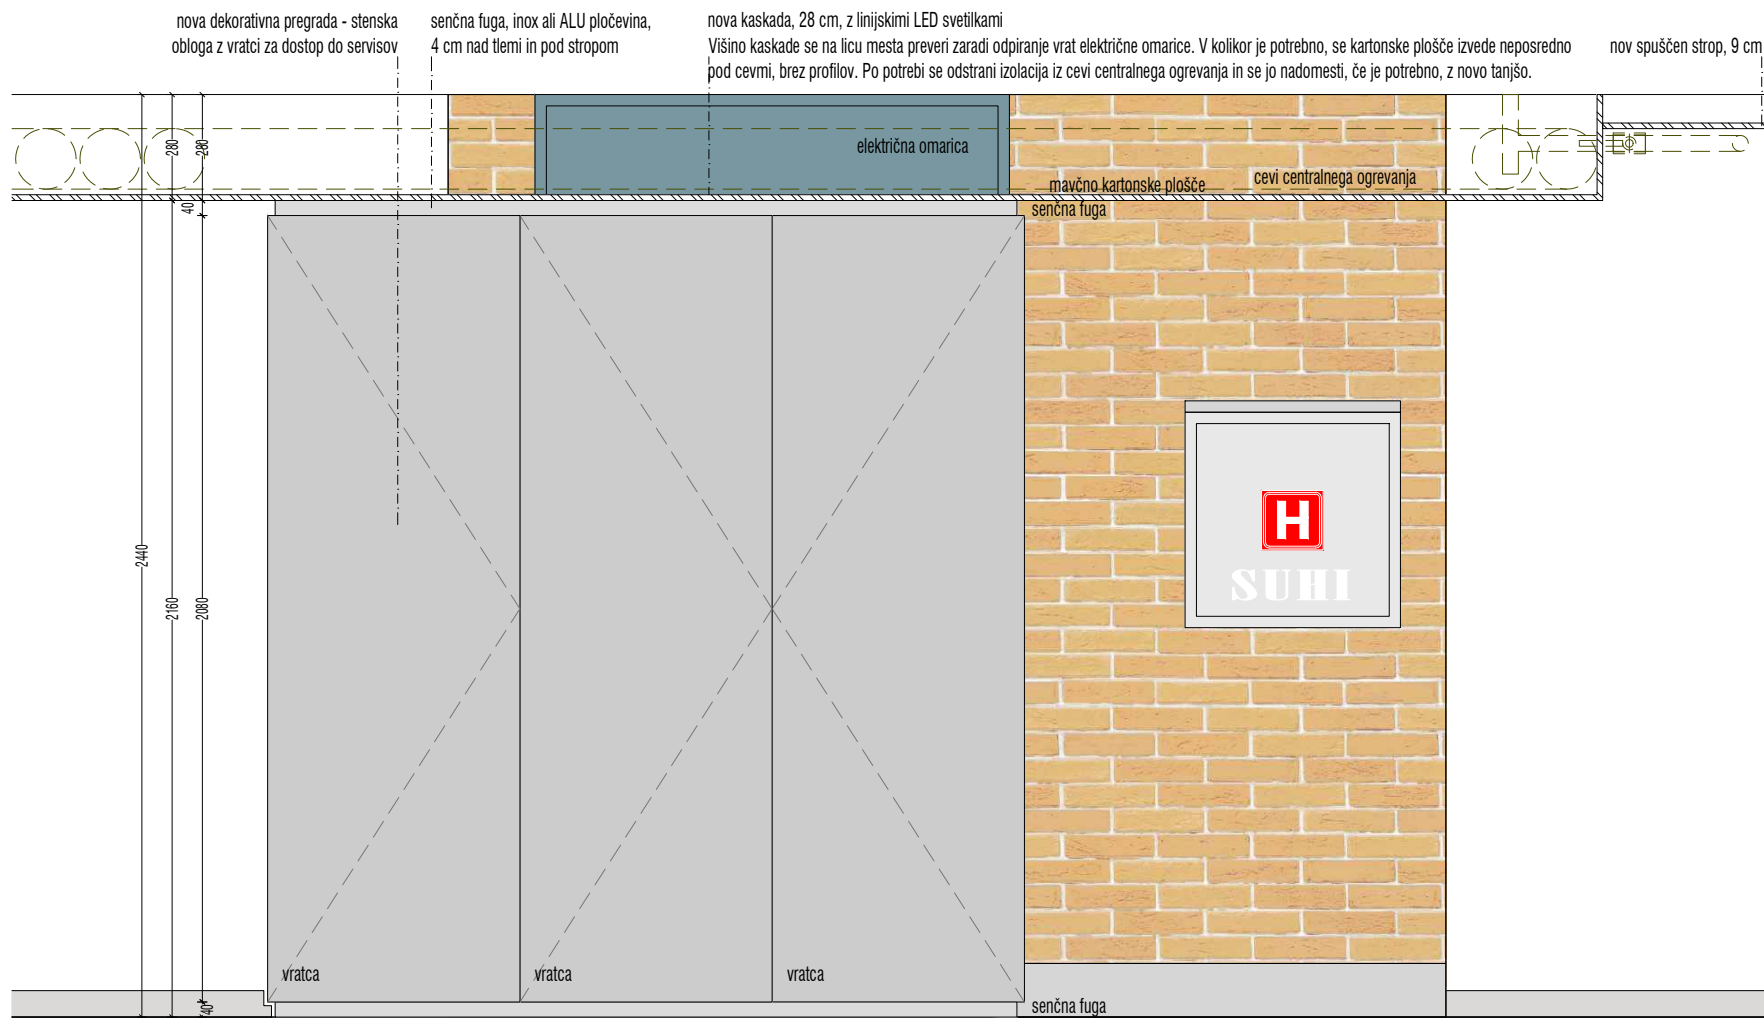 nova dekorativna pregrada - stenska
obloga z vratci za dostop do servisov
senčna fuga, inox ali ALU pločevina,
4 cm nad tlemi in pod stropom
nova kaskada, 28 cm, z linijskimi LED svetilkami
Višino kaskade se na licu mesta preveri zaradi odpiranje vrat električne omarice. V kolikor je potrebno, se kartonske plošče izvede neposredno
pod cevmi, brez profilov. Po potrebi se odstrani izolacija iz cevi centralnega ogrevanja in se jo nadomesti, če je potrebno, z novo tanjšo.
nov spuščen strop, 9 cm
280
280
električna omarica
mavčno kartonske plošče
cevi centralnega ogrevanja
40
senčna fuga
H
SUHI
2440
2160
2080
vratca
vratca
vratca
40
senčna fuga